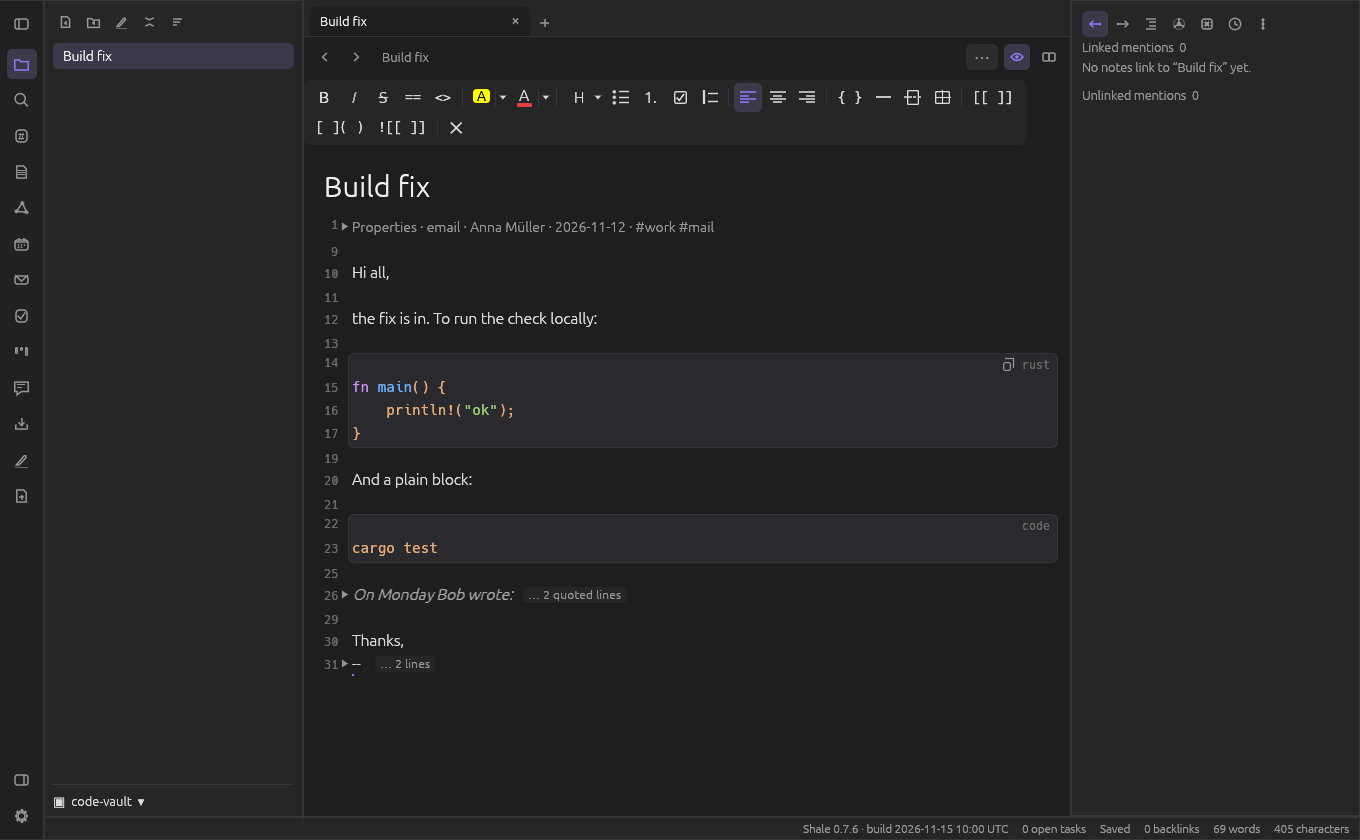 Build fix
Build fix
Build fix
B I S == <> A A H 1. { } [[ ]]
[ ]( ) ![[ ]]
Build fix
1 Properties · email · Anna Müller · 2026-11-12 · #work #mail
9
10 Hi all,
11
12 the fix is in. To run the check locally:
13
14 rust
15 fn main() {
16 println!("ok");
17 }
19
20 And a plain block:
21
22 code
23 cargo test
25
26 On Monday Bob wrote: ... 2 quoted lines
29
30 Thanks,
31 -- ... 2 lines
Linked mentions 0
No notes link to “Build fix” yet.
Unlinked mentions 0
code-vault ▾
Shale 0.7.6 · build 2026-11-15 10:00 UTC 0 open tasks Saved 0 backlinks 69 words 405 characters